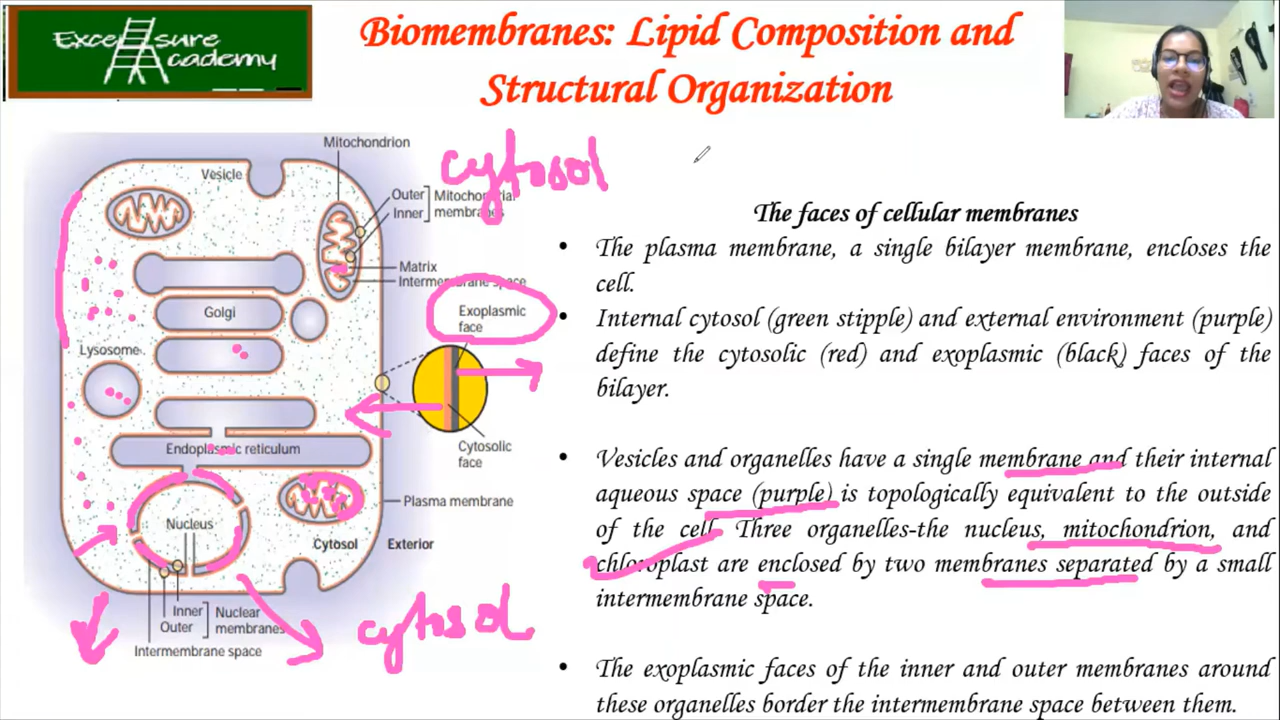 Excel sure
Academy
Biomembranes: Lipid Composition and
Structural Organization
Mitochondrion
Vesicle
cytosol
Outer
Inner
Mitochondrial
membranes
Matrix
Intermembrane space
Golgi
Exoplasmic
face
Lysosome
Endoplasmic reticulum
Cytosolic
face
Plasma membrane
Nucleus
Cytosol
Exterior
cytosol
Inner
Outer
Nuclear
membranes
Intermembrane space
The faces of cellular membranes
• The plasma membrane, a single bilayer membrane, encloses the
cell.
• Internal cytosol (green stipple) and external environment (purple)
define the cytosolic (red) and exoplasmic (black) faces of the
bilayer.
• Vesicles and organelles have a single membrane and their internal
aqueous space (purple) is topologically equivalent to the outside
of the cell. Three organelles-the nucleus, mitochondrion, and
chloroplast are enclosed by two membranes separated by a small
intermembrane space.
• The exoplasmic faces of the inner and outer membranes around
these organelles border the intermembrane space between them.